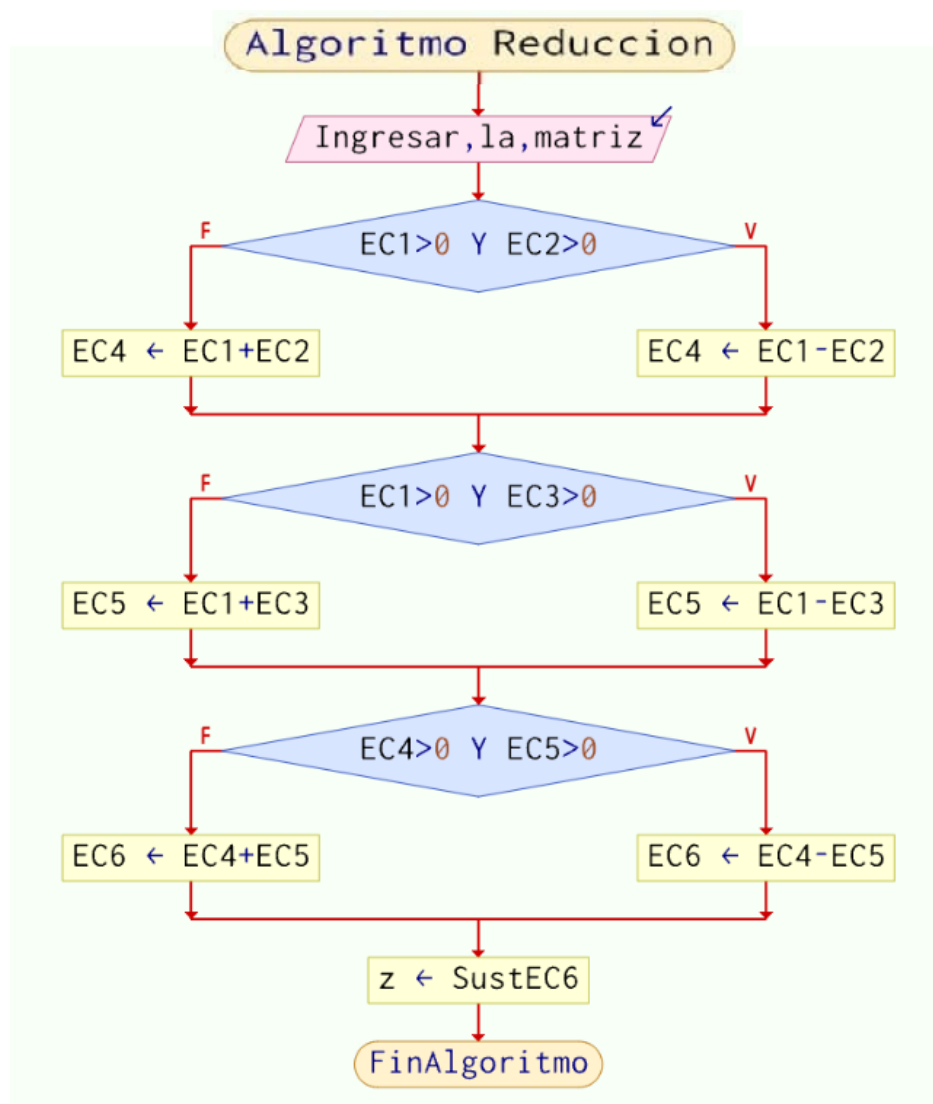 Algoritmo Reduccion
Ingresar,la,matriz
F
V
EC1>0 Y EC2>0
EC4 ← EC1+EC2
EC4 ← EC1-EC2
F
V
EC1>0 Y EC3>0
EC5 ← EC1+EC3
EC5 ← EC1-EC3
F
V
EC4>0 Y EC5>0
EC6 ← EC4+EC5
EC6 ← EC4-EC5
z ← SustEC6
FinAlgoritmo